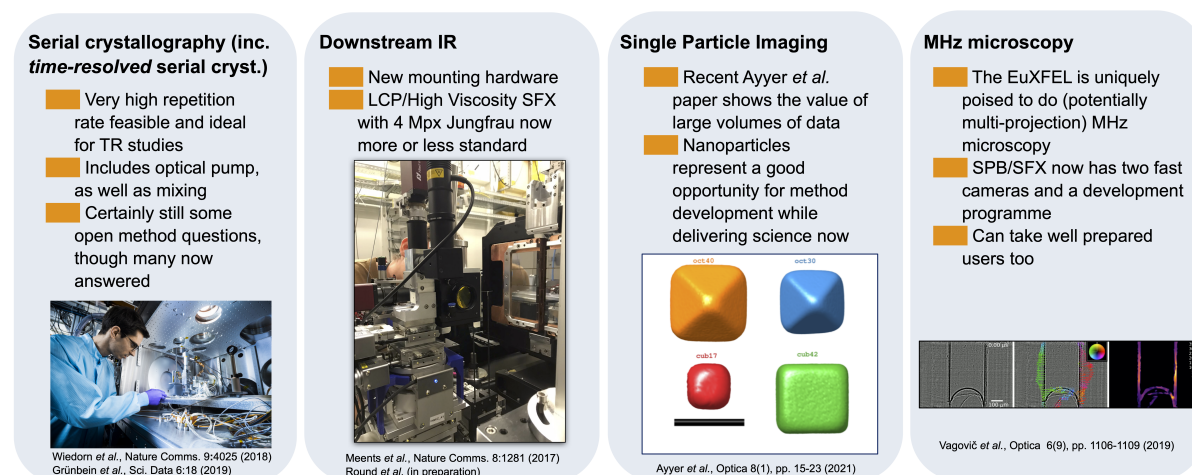 Serial crystallography (inc.
time-resolved serial cryst.)
Very high repetition
rate feasible and ideal
for TR studies
Includes optical pump,
as well as mixing
Certainly still some
open method questions,
though many now
answered
Wiedorn et al., Nature Comms. 9:4025 (2018)
Grünbein et al., Sci. Data 6:18 (2019)
Downstream IR
New mounting hardware
LCP/High Viscosity SFX
with 4 Mpx Jungfrau now
more or less standard
Meents et al., Nature Comms. 8:1281 (2017)
Round et al. (in preparation)
Single Particle Imaging
Recent Ayyer et al.
paper shows the value of
large volumes of data
Nanoparticles
represent a good
opportunity for method
development while
delivering science now
oct40
oct30
cub17
cub42
Ayyer et al., Optica 8(1), pp. 15-23 (2021)
MHz microscopy
The EuXFEL is uniquely
poised to do (potentially
multi-projection) MHz
microscopy
SPB/SFX now has two fast
cameras and a development
programme
Can take well prepared
users too
0.00 µs
100 µm
Vagovič et al., Optica 6(9), pp. 1106-1109 (2019)